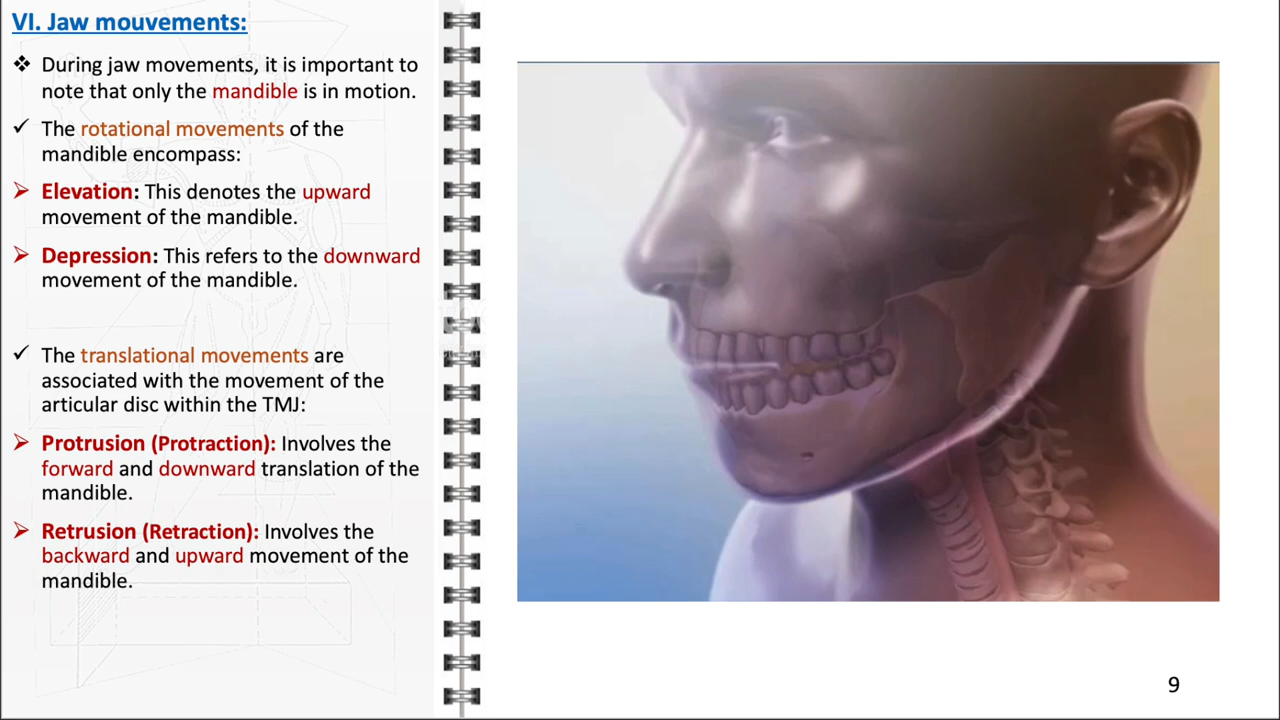 VI. Jaw mouvements:
❖ During jaw movements, it is important to
note that only the mandible is in motion.
✓ The rotational movements of the
mandible encompass:
➢ Elevation: This denotes the upward
movement of the mandible.
➢ Depression: This refers to the downward
movement of the mandible.
✓ The translational movements are
associated with the movement of the
articular disc within the TMJ:
➢ Protrusion (Protraction): Involves the
forward and downward translation of the
mandible.
➢ Retrusion (Retraction): Involves the
backward and upward movement of the
mandible.
9